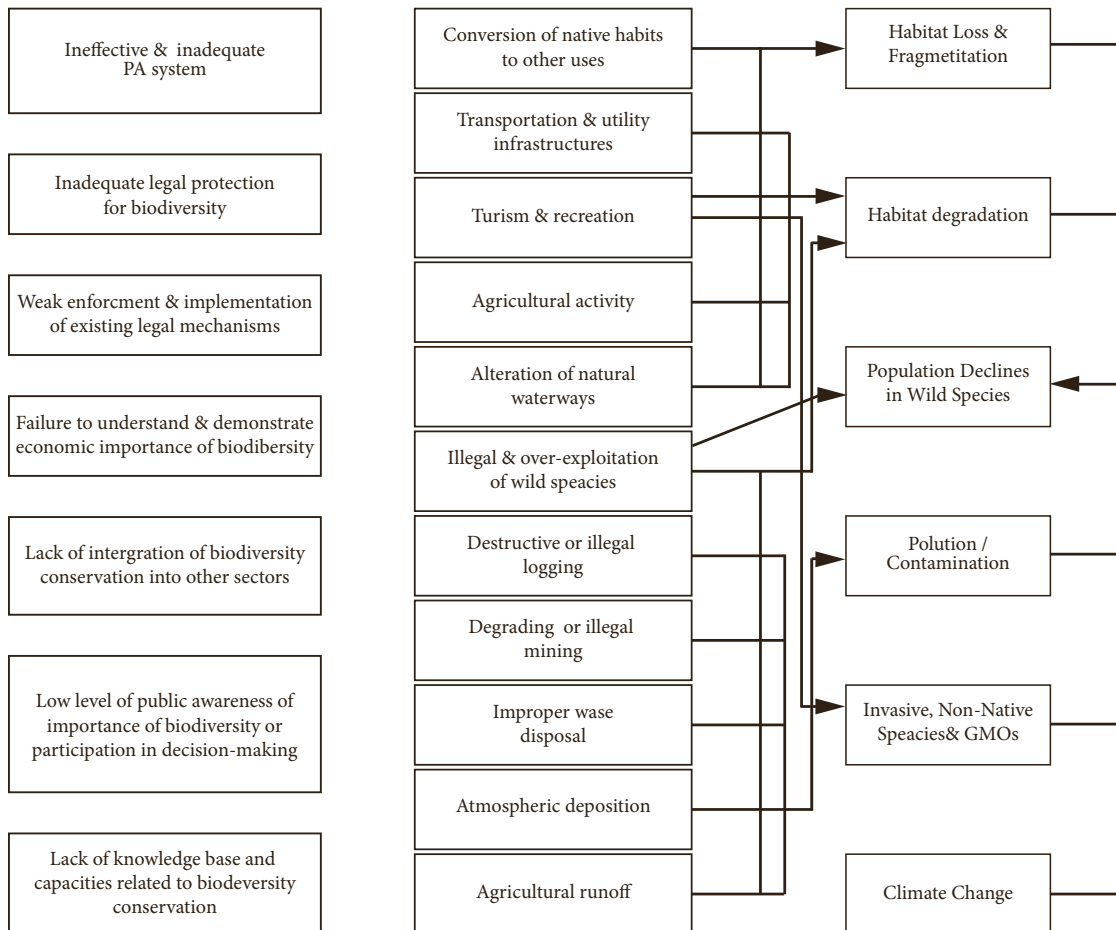 Ineffective & inadequate
PA system
Inadequate legal protection
for biodiversity
Weak enforcment & implementation
of existing legal mechanisms
Failure to understand & demonstrate
economic importance of biodibersity
Lack of intergration of biodiversity
conservation into other sectors
Low level of public awareness of
importance of biodiversity or
participation in decision-making
Lack of knowledge base and
capacities related to biodeversity
conservation
Conversion of native habits
to other uses
Transportation & utility
infrastructures
Turism & recreation
Agricultural activity
Alteration of natural
waterways
Illegal & over-exploitation
of wild speacies
Destructive or illegal
logging
Degrading or illegal
mining
Improper wase
disposal
Atmospheric deposition
Agricultural runoff
Habitat Loss &
Fragmetitation
Habitat degradation
Population Declines
in Wild Species
Polution /
Contamination
Invasive, Non-Native
Speacies& GMOs
Climate Change